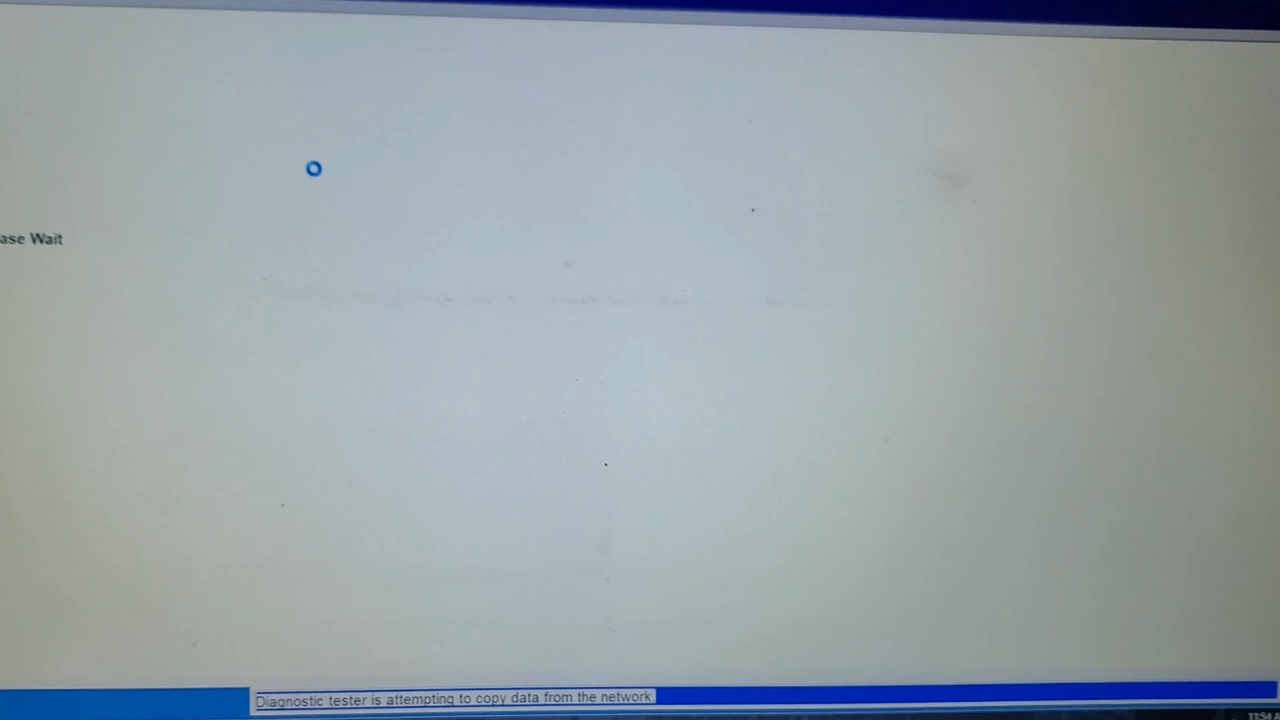 ase Wait
Diagnostic tester is attempting to copy data from the network